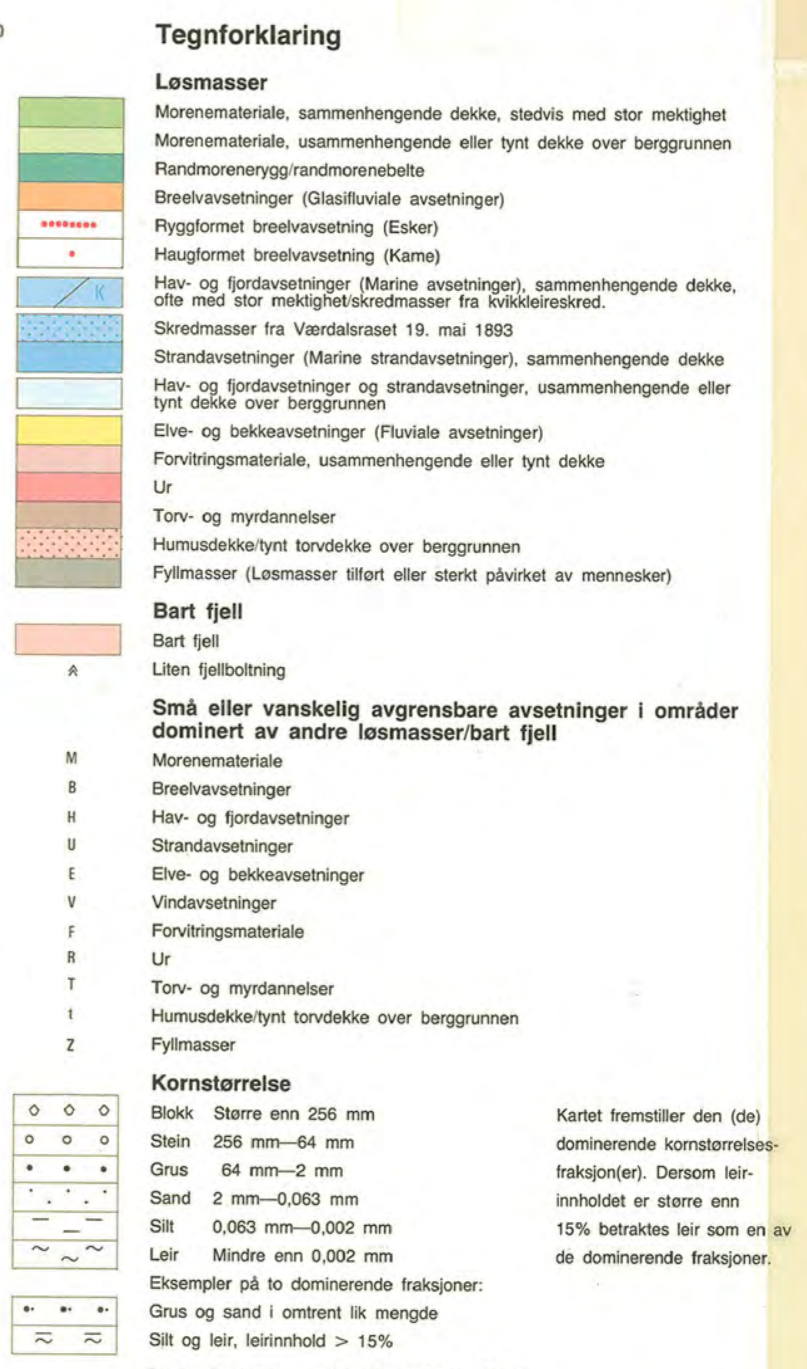 Tegnforklaring
Løsmasser
Morenemateriale, sammenhengende dekke, stedvis med stor mektighet
Morenemateriale, usammenhengende eller tynt dekke over berggrunnen
Randmorenerygg/randmorenebelte
Breelvavsetninger (Glasifluviale avsetninger)
Ryggformet breelvavsetning (Esker)
Haugformet breelvavsetning (Kame)
K
Hav- og fjordavsetninger (Marine avsetninger), sammenhengende dekke,
ofte med stor mektighet/skredmasser fra kvikkleireskred.
Skredmasser fra Værdalsraset 19. mai 1893
Strandavsetninger (Marine strandavsetninger), sammenhengende dekke
Hav- og fjordavsetninger og strandavsetninger, usammenhengende eller
tynt dekke over berggrunnen
Elve- og bekkeavsetninger (Fluviale avsetninger)
Forvitringsmateriale, usammenhengende eller tynt dekke
Ur
Torv- og myrdannelser
Humusdekke/tynt torvdekke over berggrunnen
Fyllmasser (Løsmasser tilført eller sterkt påvirket av mennesker)
Bart fjell
Bart fjell
Liten fjellboltning
Små eller vanskelig avgrensbare avsetninger i områder
dominert av andre løsmasser/bart fjell
M Morenemateriale
B Breelvavsetninger
H Hav- og fjordavsetninger
U Strandavsetninger
E Elve- og bekkeavsetninger
V Vindavsetninger
F Forvitringsmateriale
R Ur
T Torv- og myrdannelser
t Humusdekke/tynt torvdekke over berggrunnen
Z Fyllmasser
Kornstørrelse
Blokk Større enn 256 mm
Stein 256 mm—64 mm
Grus 64 mm—2 mm
Sand 2 mm—0,063 mm
Silt 0,063 mm—0,002 mm
Leir Mindre enn 0,002 mm
Eksempler på to dominerende fraksjoner:
Grus og sand i omtrent lik mengde
Silt og leir, leirinnhold > 15%
Kartet fremstiller den (de)
dominerende kornstørrelses-
fraksjon(er). Dersom leir-
innholdet er større enn
15% betraktes leir som en av
de dominerende fraksjoner.